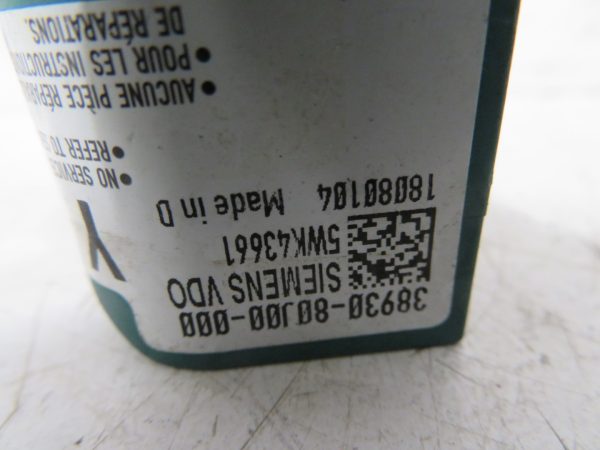 38930-80J00-000
SIEMENS VDO
5WK43661
18080104 Made in D
Y
• NO SERVICE
• REFER TO
• AUCUNE PIÈCE
• POUR LES
DE RÉPARATIONS.